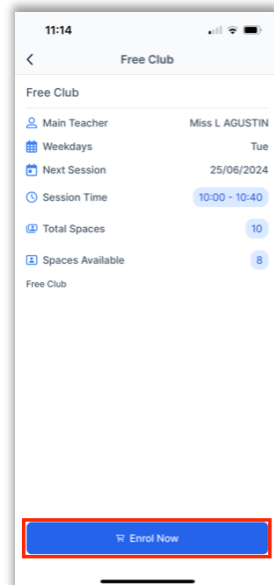 11:14
Free Club
Free Club
Main Teacher Miss L AGUSTIN
Weekdays Tue
Next Session 25/06/2024
Session Time 10:00 - 10:40
Total Spaces 10
Spaces Available 8
Free Club
Enrol Now